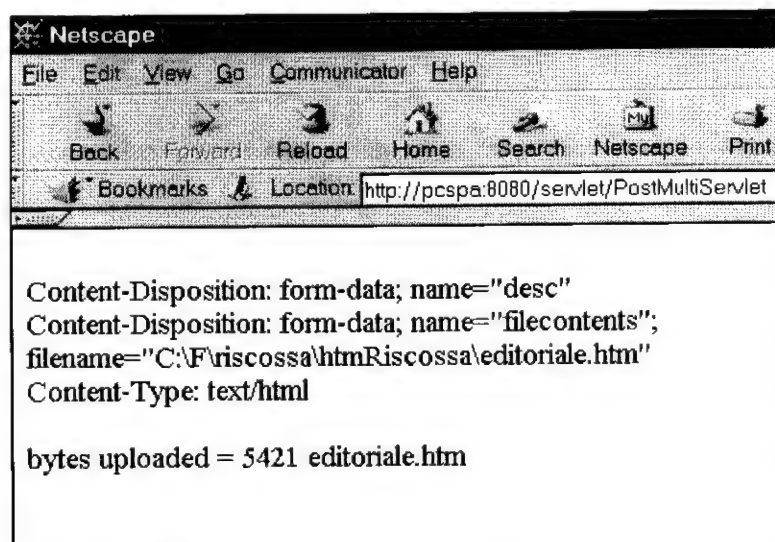 Netscape
File Edit View Go Communicator Help
My
Back Forward Reload Home Search Netscape Print
Bookmarks Location: http://pcspa:8080/servlet/PostMultiServlet
Content-Disposition: form-data; name="desc"
Content-Disposition: form-data; name="filecontents";
filename="C:\F\riscossa\htmRiscossa\editoriale.htm"
Content-Type: text/html
bytes uploaded = 5421 editoriale.htm